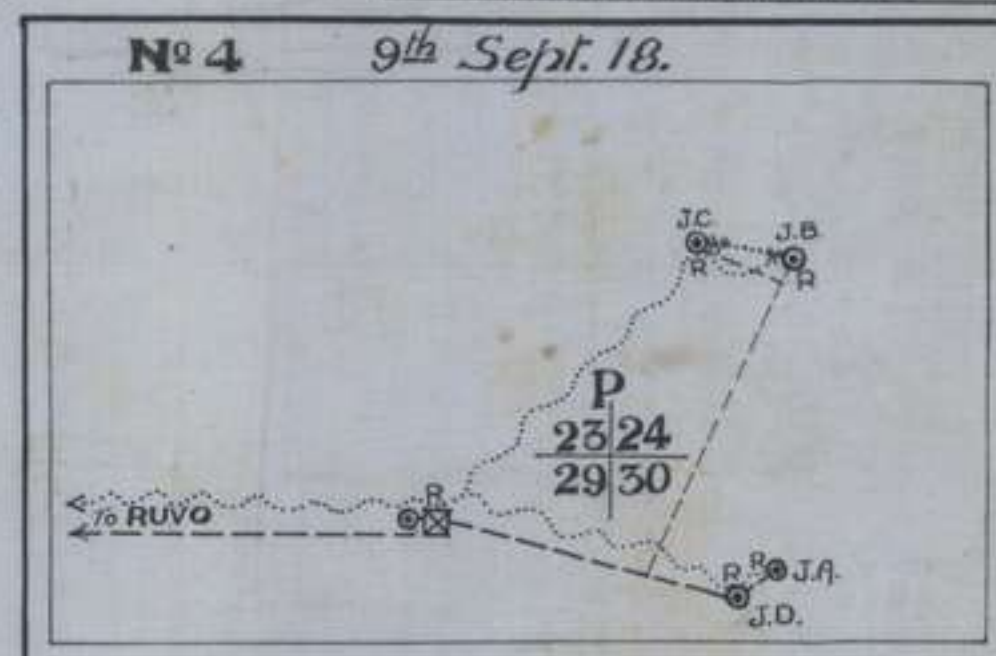 Nº 4 9th Sept. 18.
J.C. J.B.
R R
P
23 24
29 30
R
To RUVO
R R J.A.
J.D.